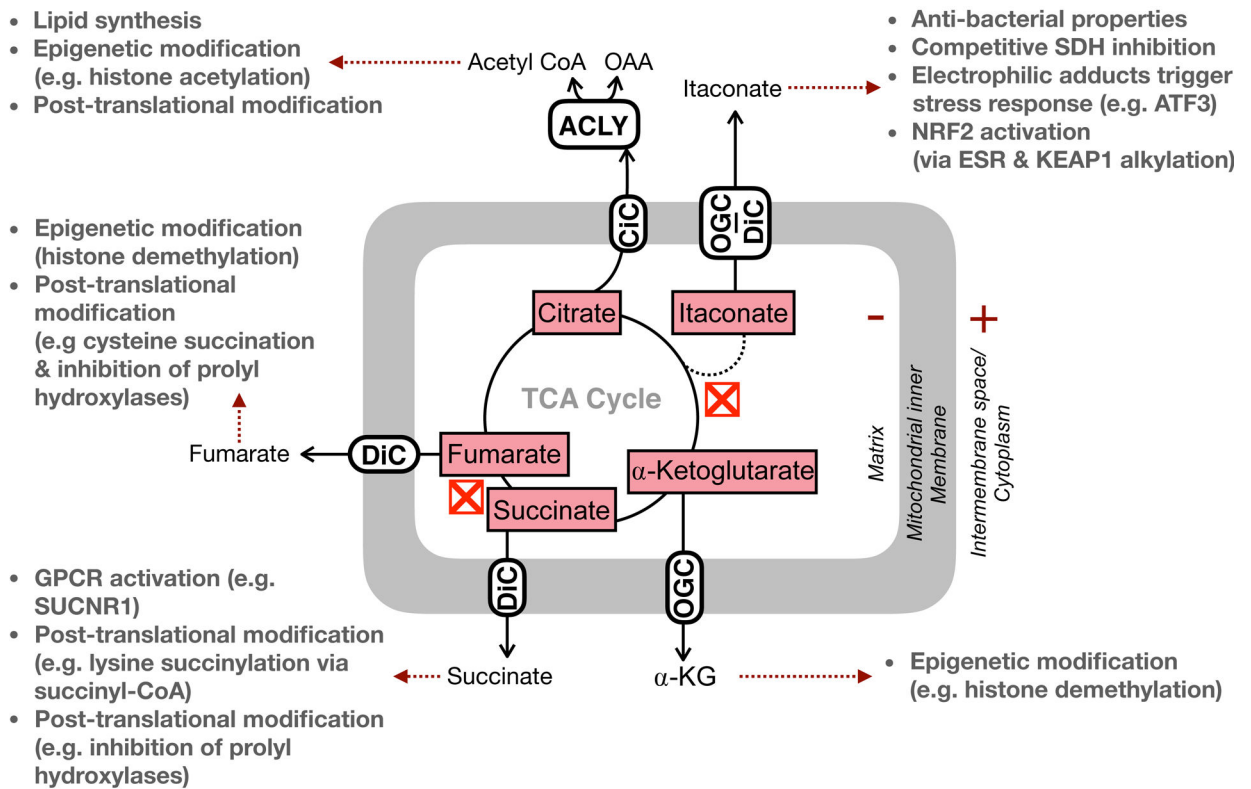 • Lipid synthesis
• Epigenetic modification
(e.g. histone acetylation)
• Post-translational modification
Acetyl CoA OAA
ACLY
Itaconate
• Anti-bacterial properties
• Competitive SDH inhibition
• Electrophilic adducts trigger
stress response (e.g. ATF3)
• NRF2 activation
(via ESR & KEAP1 alkylation)
• Epigenetic modification
(histone demethylation)
• Post-translational
modification
(e.g cysteine succination
& inhibition of prolyl
hydroxylases)
CiC
OGC
DiC
Citrate
Itaconate
-
+
TCA Cycle
Fumarate
DiC
Fumarate
α-Ketoglutarate
Succinate
Matrix
Mitochondrial inner
Membrane
Intermembrane space/
Cytoplasm
DiC
OGC
• GPCR activation (e.g.
SUCNR1)
• Post-translational modification
(e.g. lysine succinylation via
succinyl-CoA)
• Post-translational modification
(e.g. inhibition of prolyl
hydroxylases)
Succinate
α-KG
• Epigenetic modification
(e.g. histone demethylation)